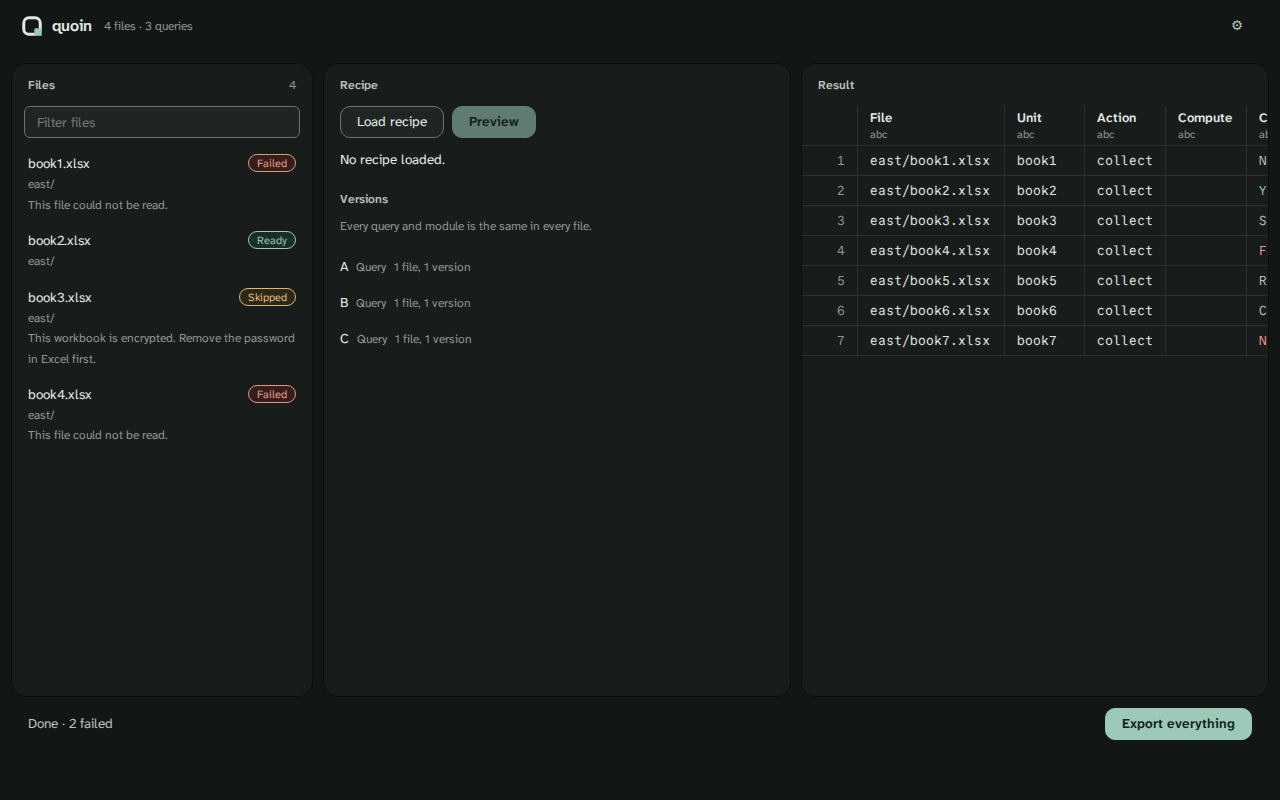 quoin 4 files · 3 queries
Files 4
Filter files
book1.xlsx Failed
east/
This file could not be read.
book2.xlsx Ready
east/
book3.xlsx Skipped
east/
This workbook is encrypted. Remove the password
in Excel first.
book4.xlsx Failed
east/
This file could not be read.
Recipe
Load recipe Preview
No recipe loaded.
Versions
Every query and module is the same in every file.
A Query 1 file, 1 version
B Query 1 file, 1 version
C Query 1 file, 1 version
Result
File Unit Action Compute C
abc abc abc abc
1 east/book1.xlsx book1 collect N
2 east/book2.xlsx book2 collect Y
3 east/book3.xlsx book3 collect S
4 east/book4.xlsx book4 collect F
5 east/book5.xlsx book5 collect R
6 east/book6.xlsx book6 collect C
7 east/book7.xlsx book7 collect N
Done · 2 failed
Export everything